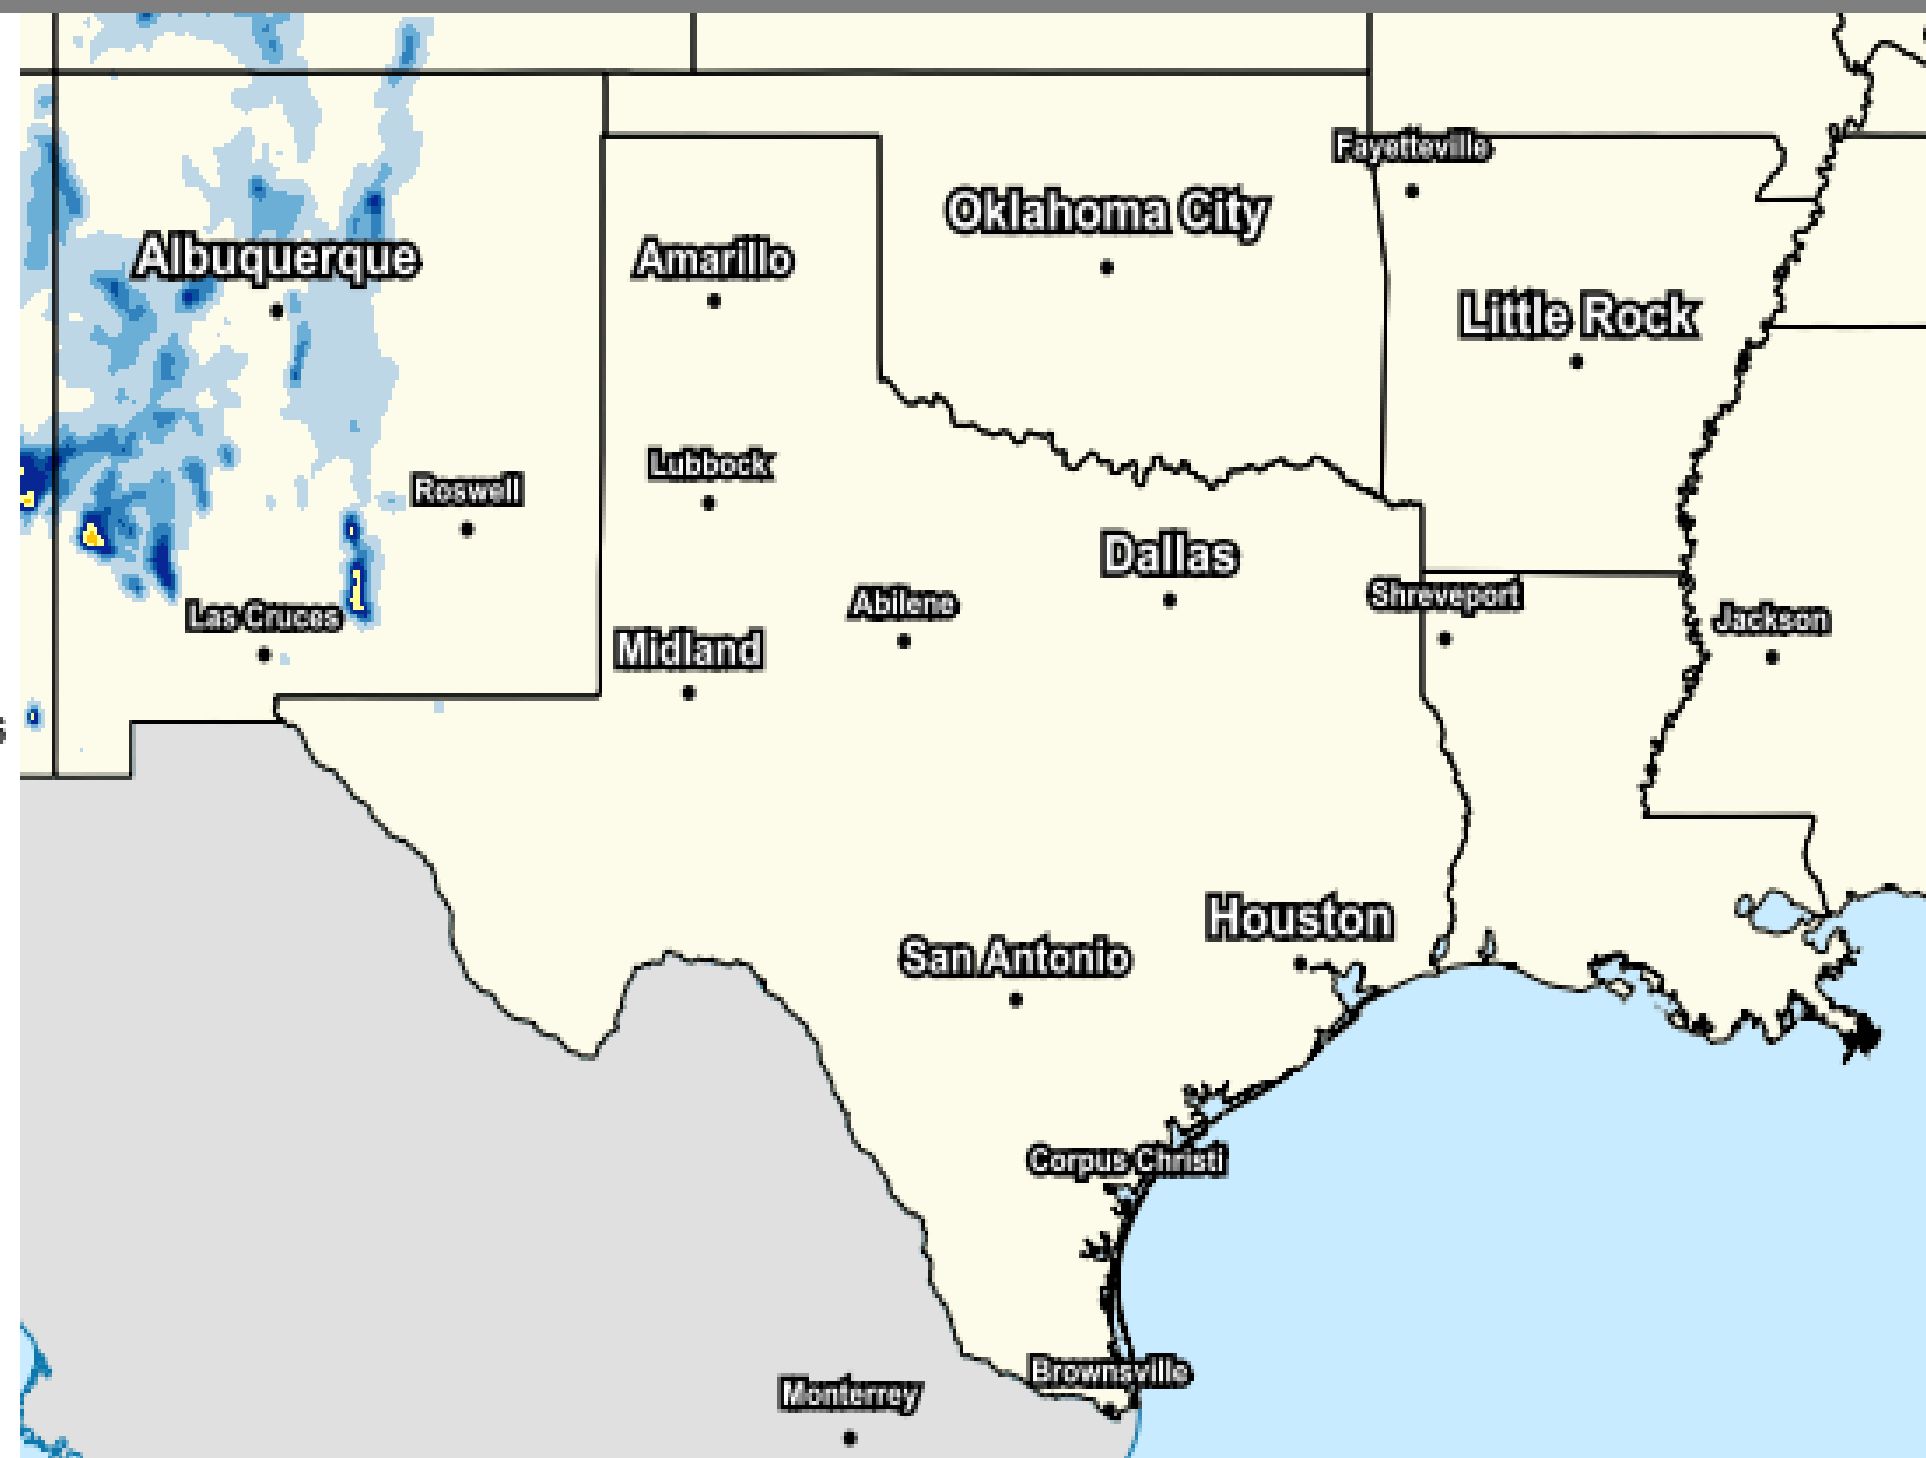 Fayetteville
Oklahoma City
Albuquerque
Amarillo
Little Rock
Lubbock
Roswell
Dallas
Shreveport
Abilene
Las Cruces
Jackson
Midland
s
Houston
San Antonio
Corpus Christi
Brownsville
Monterrey